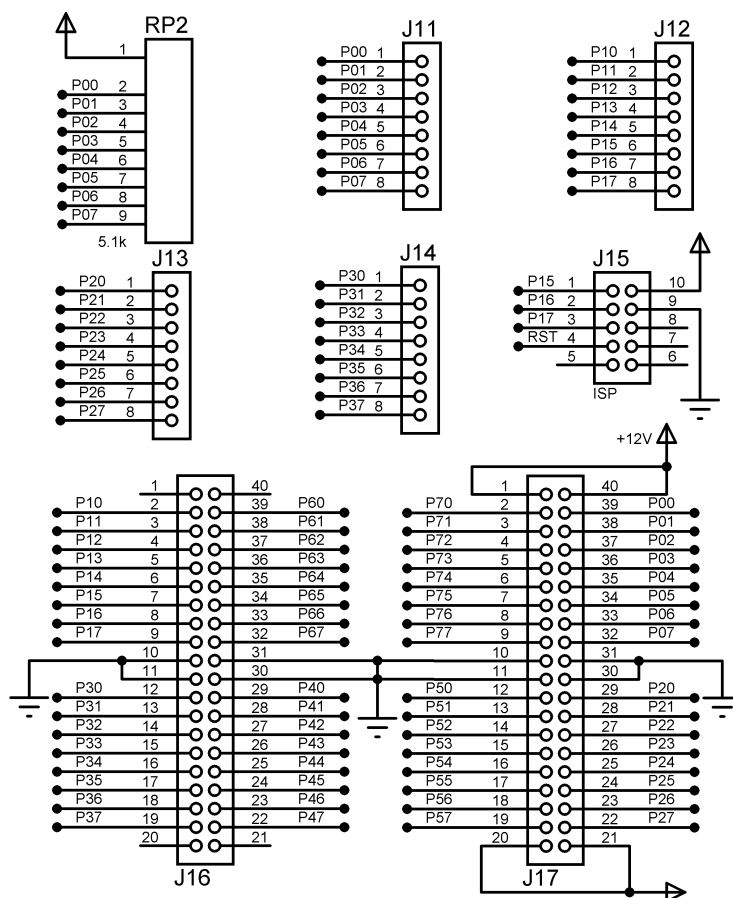 RP2
1
P00 2
P01 3
P02 4
P03 5
P04 6
P05 7
P06 8
P07 9
5.1k
J11
P00 1
P01 2
P02 3
P03 4
P04 5
P05 6
P06 7
P07 8
J12
P10 1
P11 2
P12 3
P13 4
P14 5
P15 6
P16 7
P17 8
J13
P20 1
P21 2
P22 3
P23 4
P24 5
P25 6
P26 7
P27 8
J14
P30 1
P31 2
P32 3
P33 4
P34 5
P35 6
P36 7
P37 8
J15
P15 1 10
P16 2 9
P17 3 8
RST 4 7
5 6
ISP
+12V
1 40
P10 2 39 P60
P11 3 38 P61
P12 4 37 P62
P13 5 36 P63
P14 6 35 P64
P15 7 34 P65
P16 8 33 P66
P17 9 32 P67
10 31
11 30
P30 12 29 P40
P31 13 28 P41
P32 14 27 P42
P33 15 26 P43
P34 16 25 P44
P35 17 24 P45
P36 18 23 P46
P37 19 22 P47
20 21
J16
1 40
P70 2 39 P00
P71 3 38 P01
P72 4 37 P02
P73 5 36 P03
P74 6 35 P04
P75 7 34 P05
P76 8 33 P06
P77 9 32 P07
10 31
11 30
P50 12 29 P20
P51 13 28 P21
P52 14 27 P22
P53 15 26 P23
P54 16 25 P24
P55 17 24 P25
P56 18 23 P26
P57 19 22 P27
20 21
J17